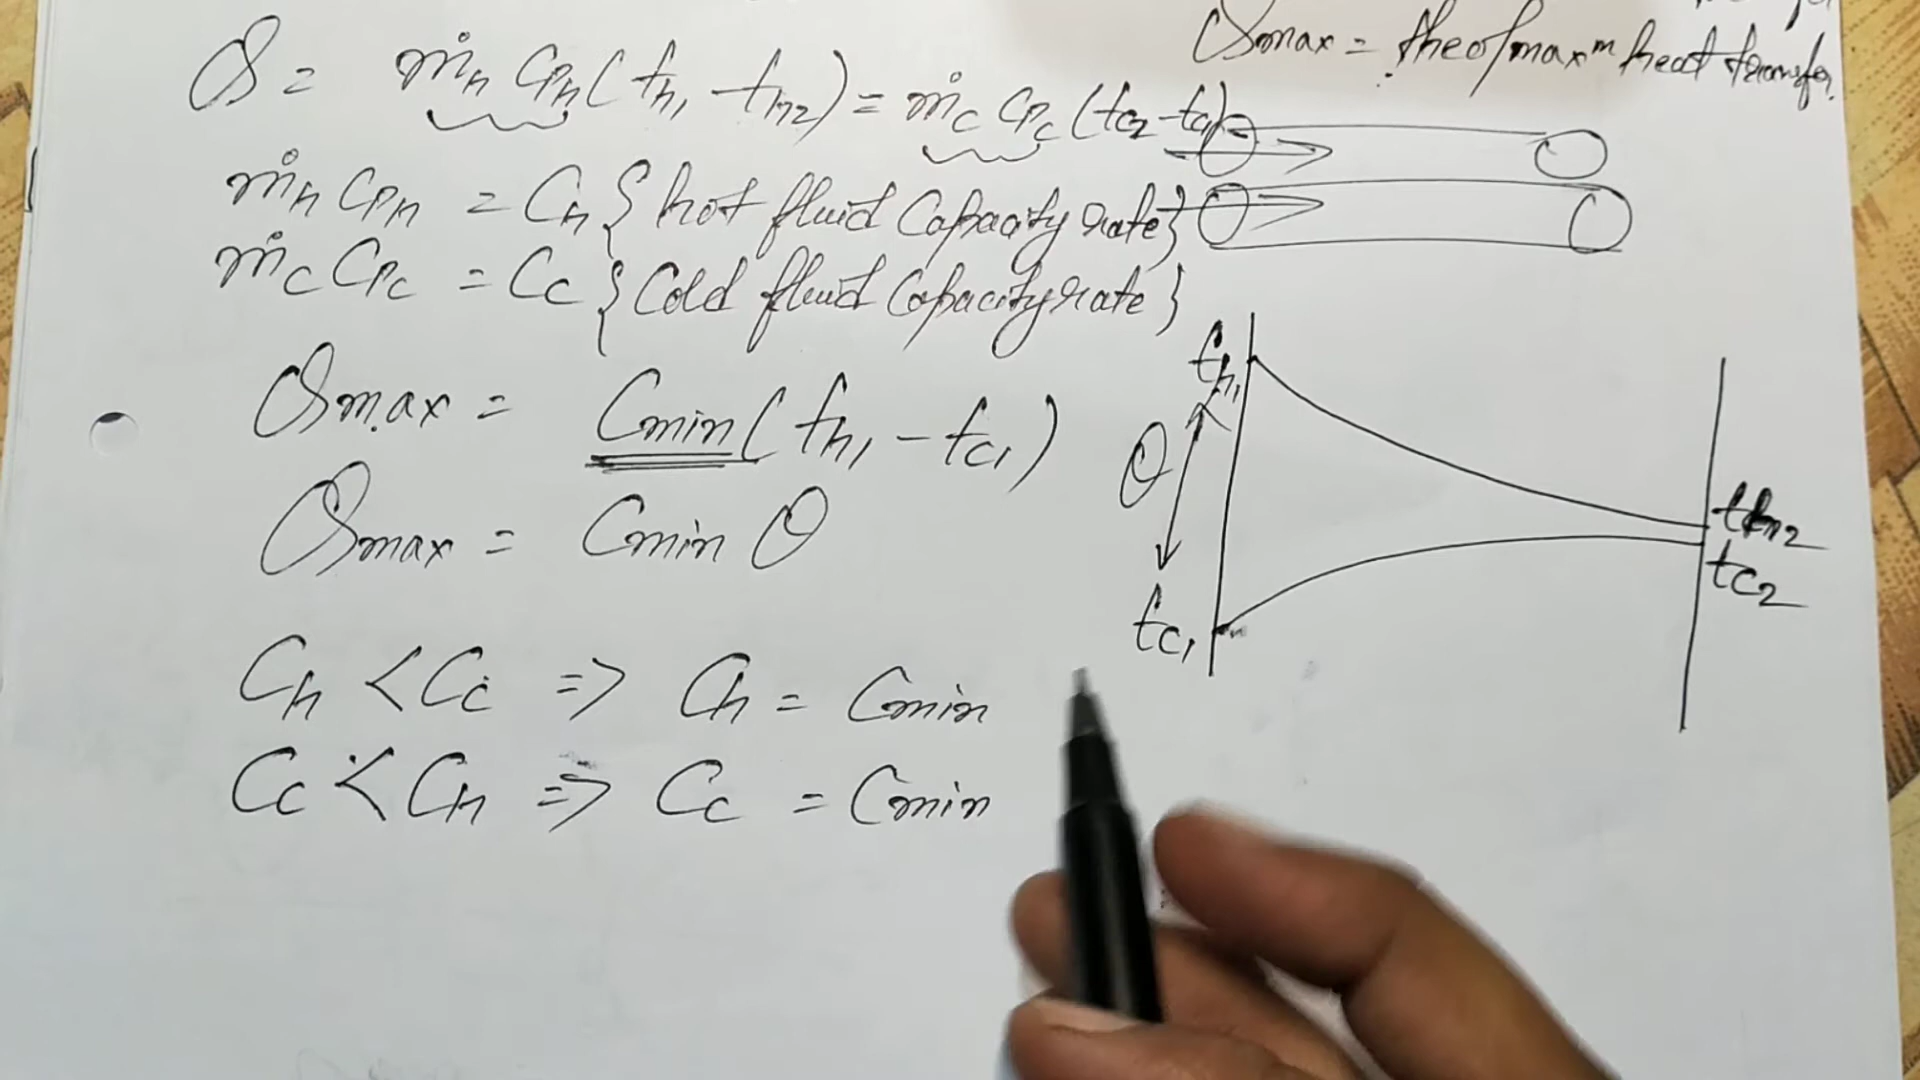 Qmax = theo/maxᵐ heat transfer.
Q = ṁh Cph (th1 - th2) = ṁc Cpc (tc2 - tc1)
ṁh Cph = Ch { hot fluid Capacity rate }
ṁc Cpc = Cc { Cold fluid Capacity rate }
Qmax = Cmin (th1 - tc1)
Qmax = Cmin θ
Ch < Cc => Ch = Cmin
Cc < Ch => Cc = Cmin
th1
θ
tc1
th2
tc2